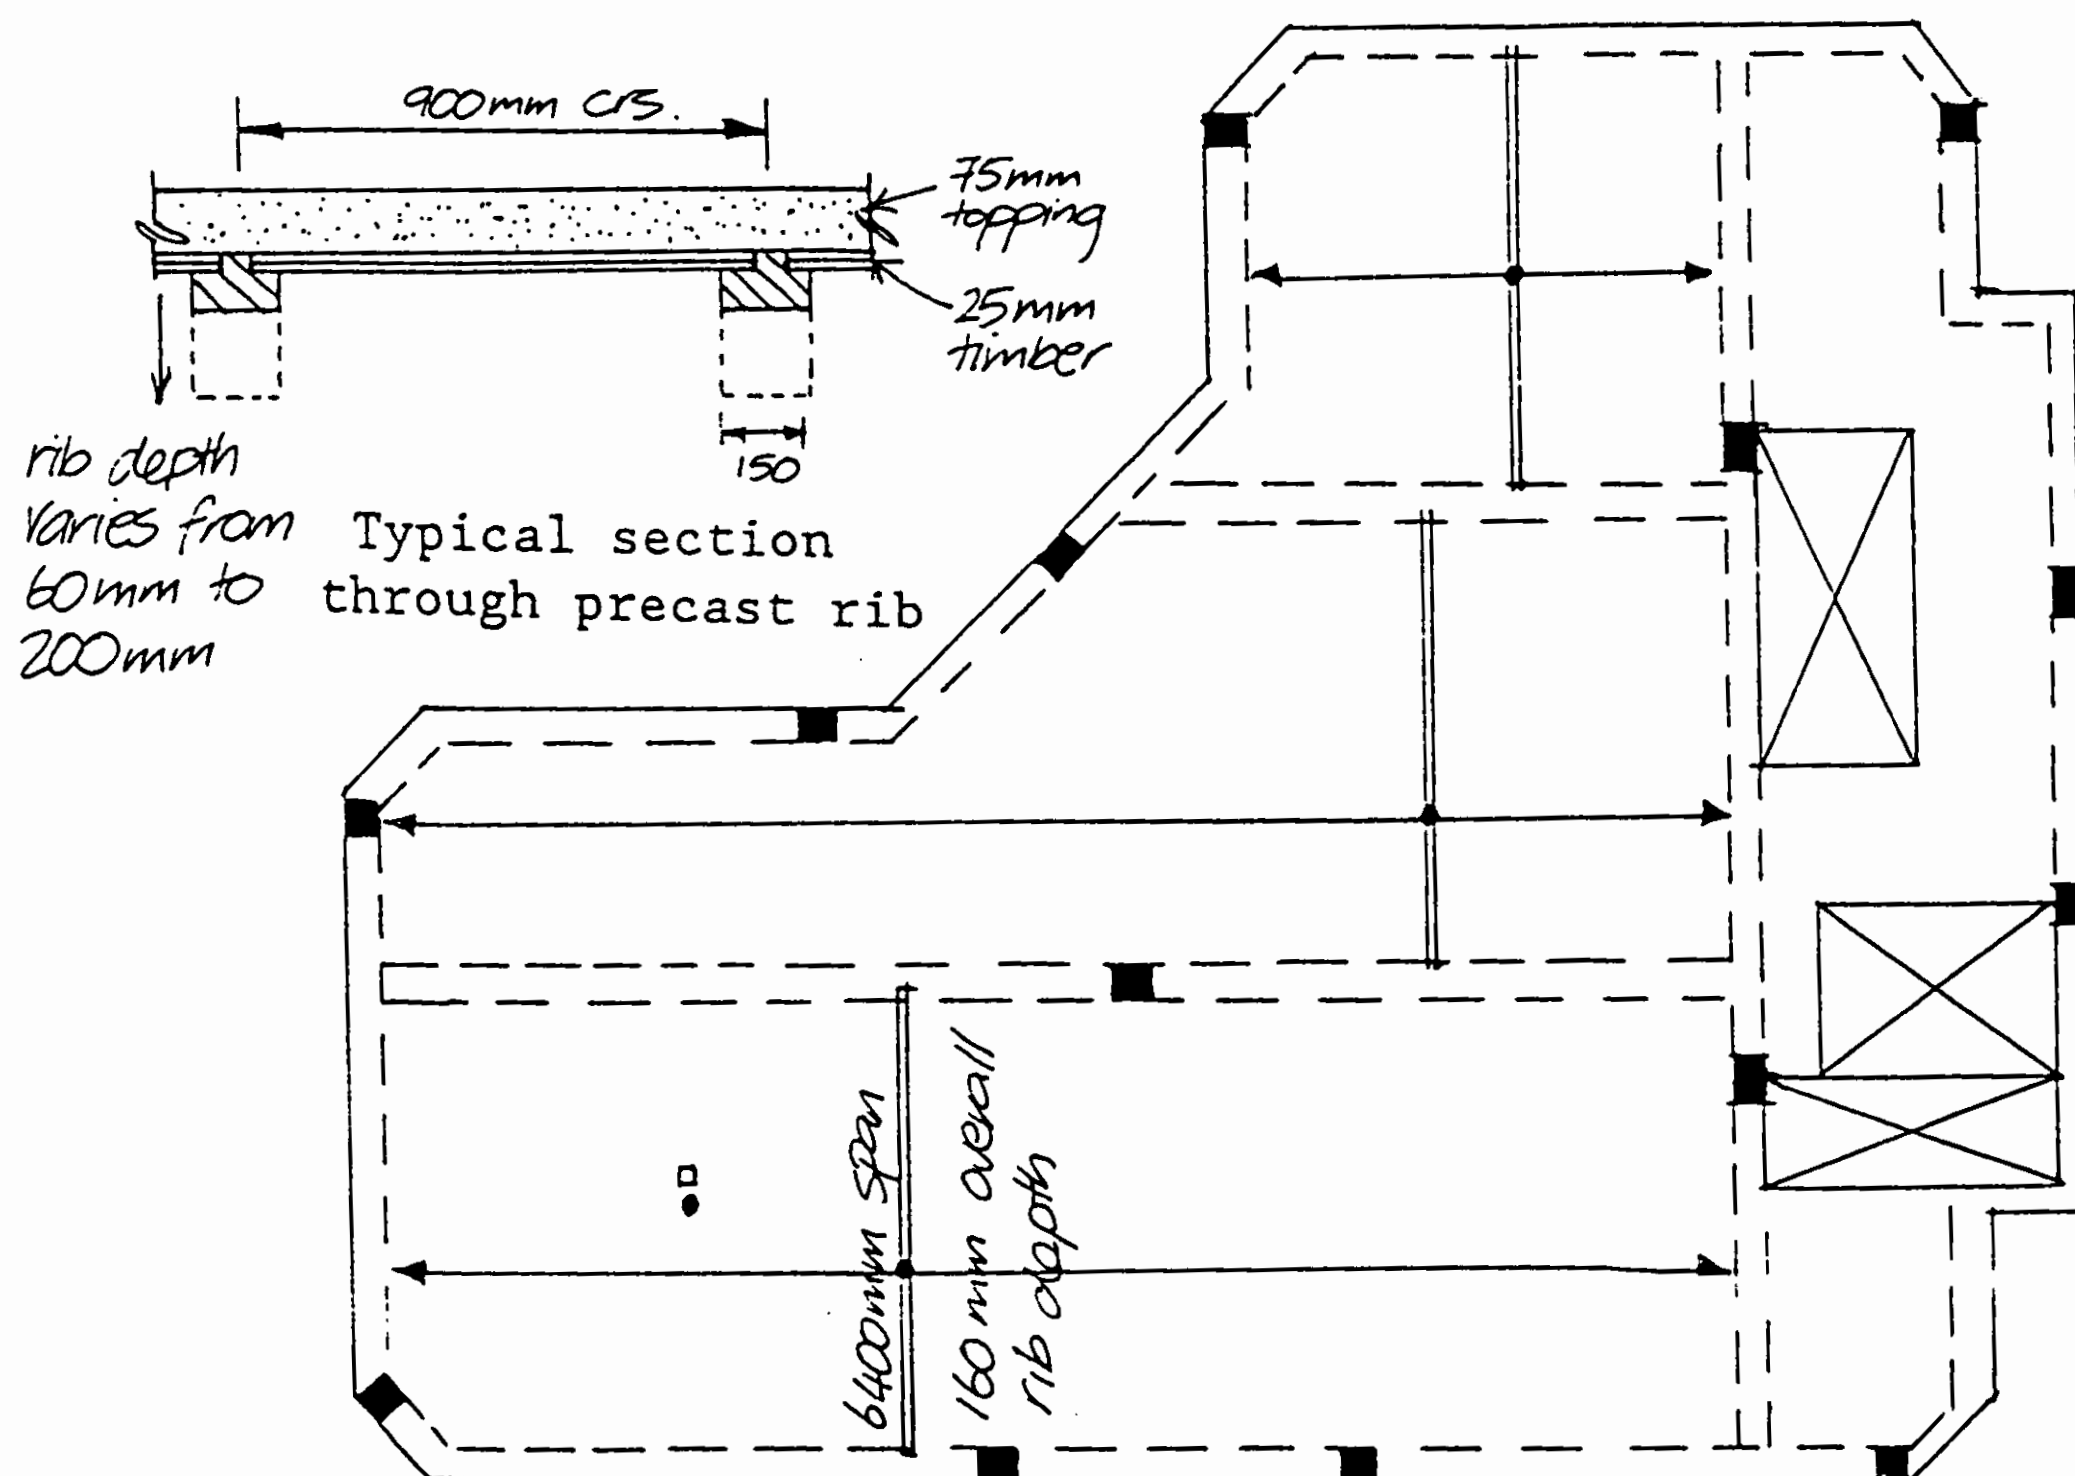 900mm crs.
75mm
topping
25mm
timber
150
rib depth
varies from
60mm to
200mm
Typical section
through precast rib
6400mm span
160mm overall
rib depth